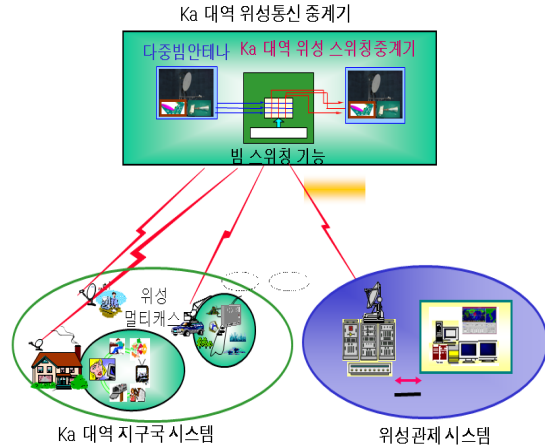 Ka 대역 위성통신 중계기
다중빔안테나
Ka 대역 위성 스위칭중계기
빔 스위칭 기능
위성
멀티캐스트
Ka 대역 지구국 시스템
위성관제 시스템